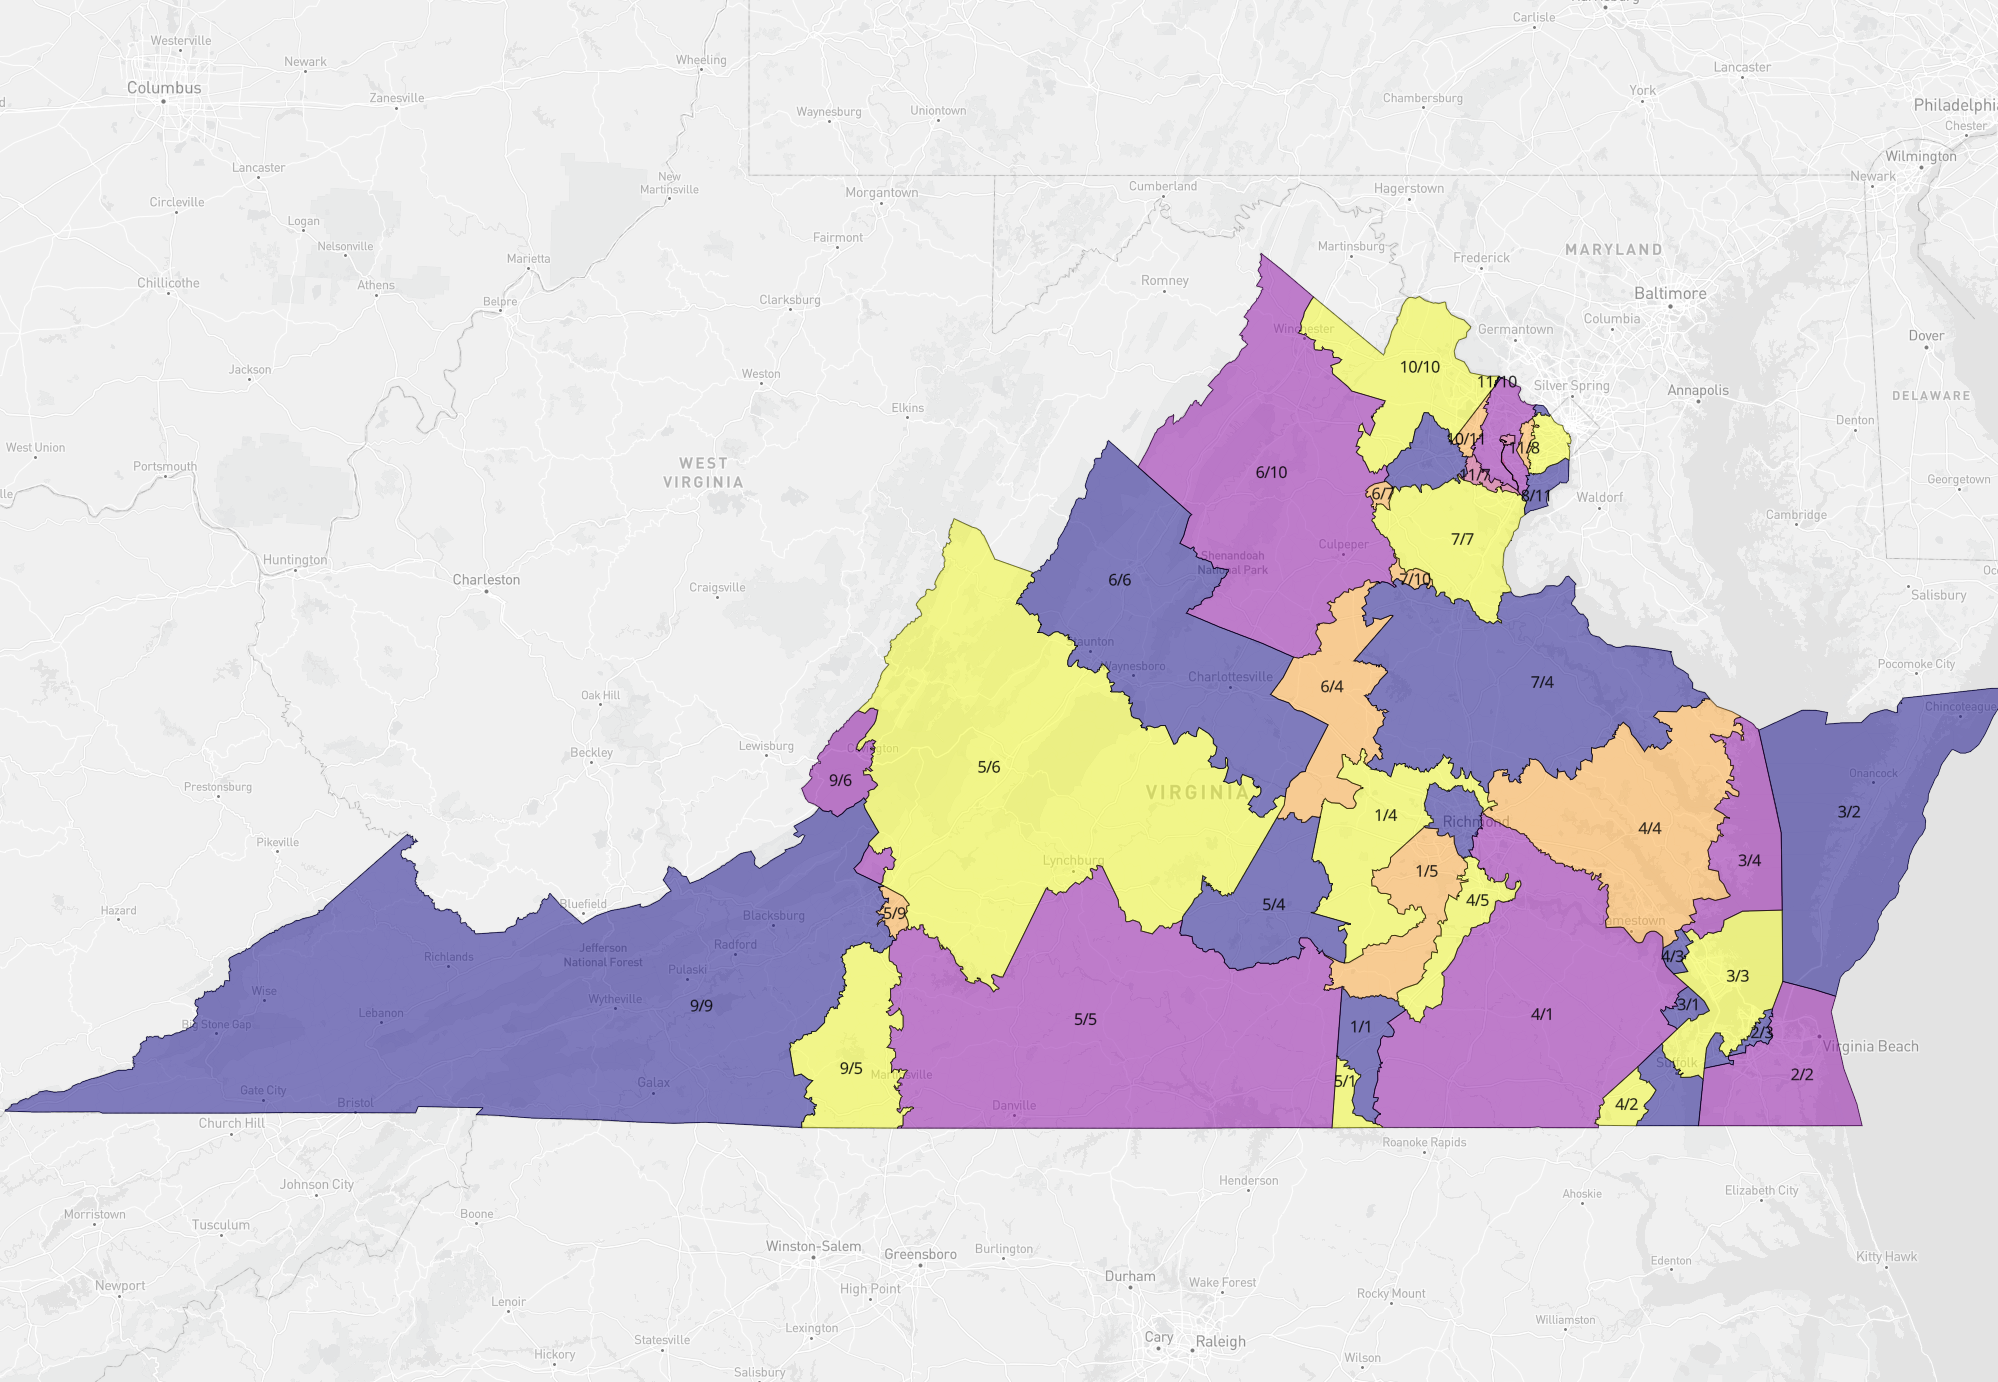 Carlisle
Westerville
Newark
Wheeling
Lancaster
Columbus
Zanesville
York
Chambersburg
Philadelphia
Waynesburg
Uniontown
Chester
Wilmington
Lancaster
New
Martinsville
Newark
Morgantown
Cumberland
Hagerstown
Circleville
Logan
Fairmont
Martinsburg
MARYLAND
Nelsonville
Marietta
Frederick
Chillicothe
Athens
Romney
Baltimore
Belpre
Clarksburg
Columbia
Winchester
Germantown
Dover
Jackson
Weston
10/10
11/10
Silver Spring
Annapolis
DELAWARE
Elkins
Denton
West Union
10/11
11/8
Portsmouth
WEST
VIRGINIA
6/10
11/7
Georgetown
6/7
8/11
Waldorf
Cambridge
7/7
Huntington
Culpeper
Shenandoah
National Park
Charleston
6/6
7/10
Craigsville
Salisbury
Staunton
Waynesboro
Pocomoke City
Charlottesville
6/4
7/4
Oak Hill
Chincoteague
Lewisburg
Covington
Beckley
5/6
9/6
Onancock
Prestonsburg
VIRGINIA
3/2
1/4
Richmond
4/4
Pikeville
Lynchburg
3/4
1/5
Bluefield
4/5
5/4
5/9
Hazard
Blacksburg
Jamestown
Jefferson
National Forest
Radford
Richlands
4/3
Pulaski
3/3
Wise
Wytheville
9/9
3/1
Lebanon
5/5
4/1
Big Stone Gap
1/1
2/3
Virginia Beach
Suffolk
9/5
Martinsville
2/2
5/1
Galax
Gate City
Bristol
Danville
4/2
Church Hill
Roanoke Rapids
Johnson City
Henderson
Ahoskie
Elizabeth City
Morristown
Boone
Tusculum
Winston-Salem
Greensboro
Burlington
Kitty Hawk
Edenton
Newport
High Point
Durham
Wake Forest
Rocky Mount
Lenoir
Williamston
Lexington
Statesville
Cary
Raleigh
Hickory
Wilson
Salisbury